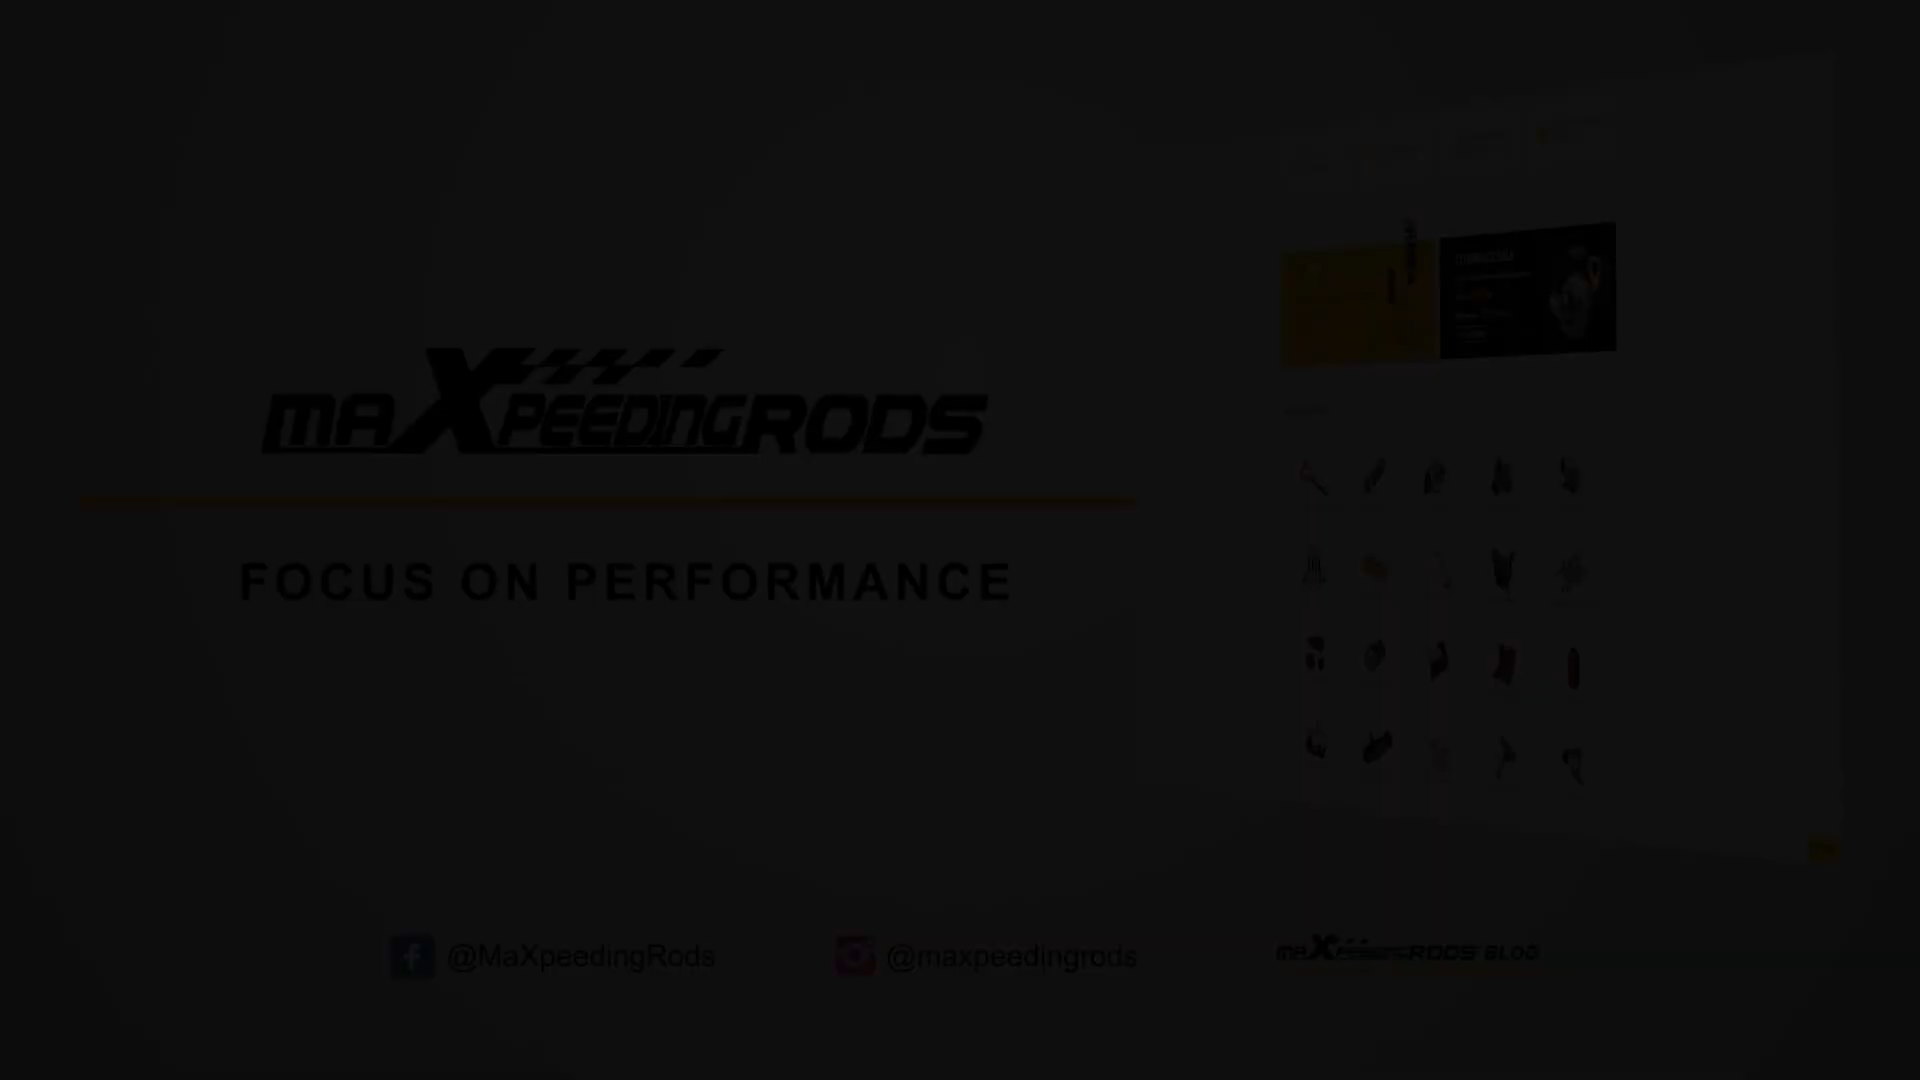 maXpeedingRODS
FOCUS ON PERFORMANCE
@MaXpeedingRods
@maxpeedingrods
maXpeedingRODS BLOG